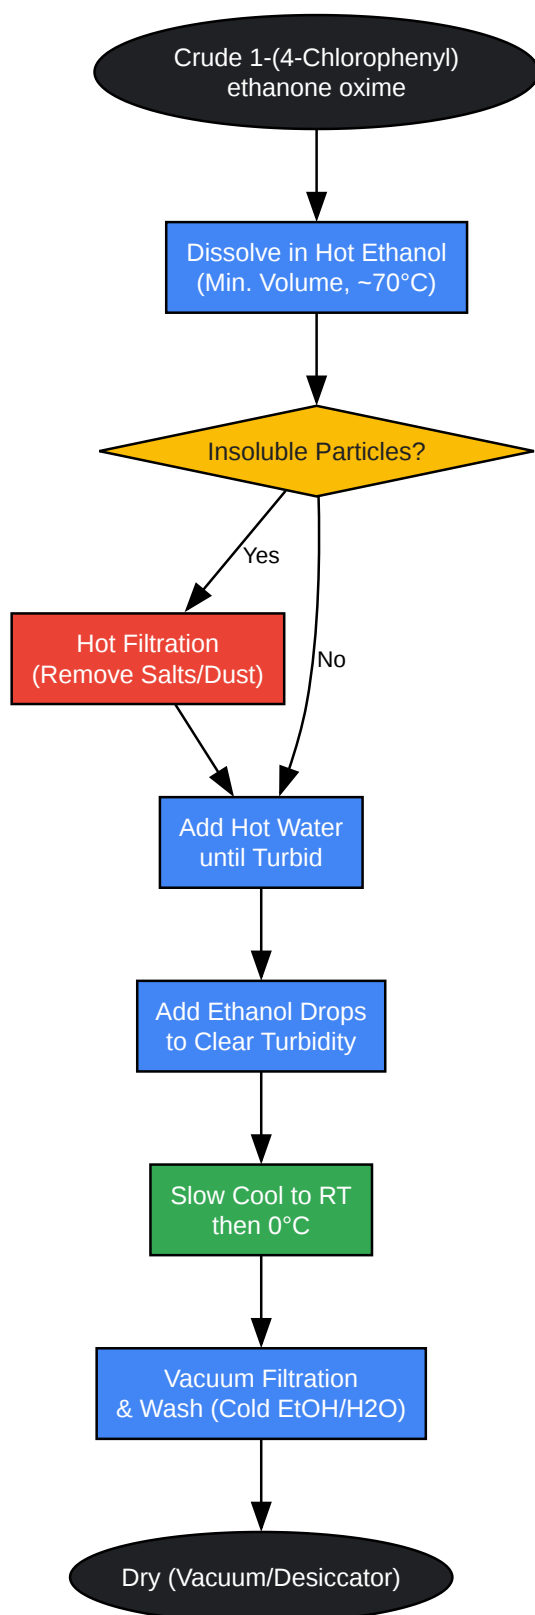 Crude 1-(4-Chlorophenyl)
ethanone oxime
Dissolve in Hot Ethanol
(Min. Volume, ~70°C)
Insoluble Particles?
Yes
Hot Filtration
(Remove Salts/Dust)
No
Add Hot Water
until Turbid
Add Ethanol Drops
to Clear Turbidity
Slow Cool to RT
then 0°C
Vacuum Filtration
& Wash (Cold EtOH/H2O)
Dry (Vacuum/Desiccator)